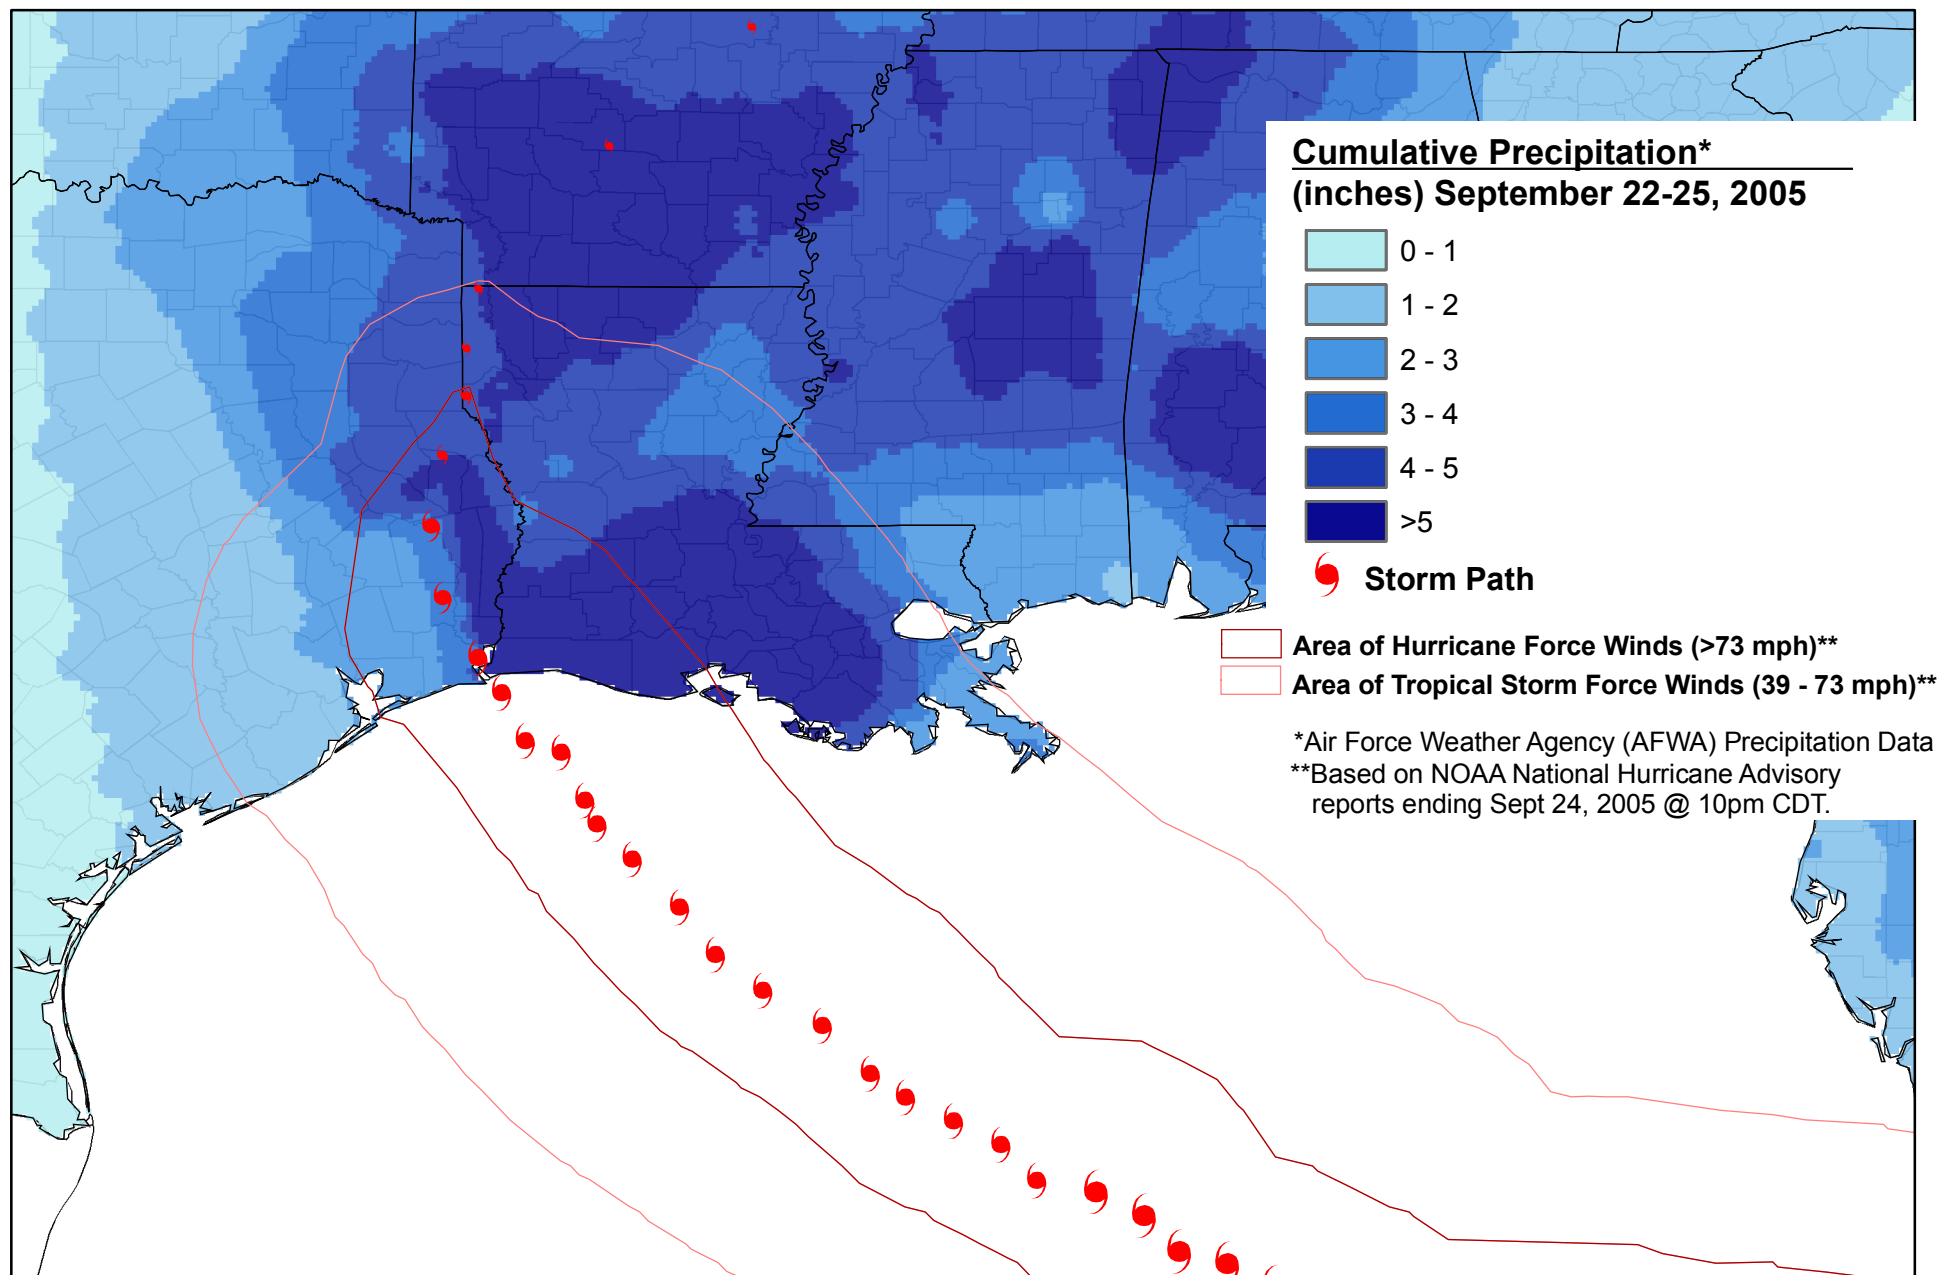 Cumulative Precipitation*
(inches) September 22-25, 2005
0 - 1
1 - 2
2 - 3
3 - 4
4 - 5
>5
Storm Path
Area of Hurricane Force Winds (>73 mph)**
Area of Tropical Storm Force Winds (39 - 73 mph)**
*Air Force Weather Agency (AFWA) Precipitation Data
**Based on NOAA National Hurricane Advisory
reports ending Sept 24, 2005 @ 10pm CDT.